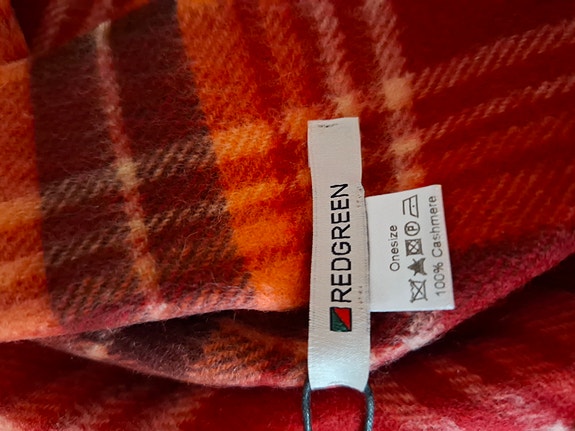 REDGREEN
Onesize
P
100% Cashmere